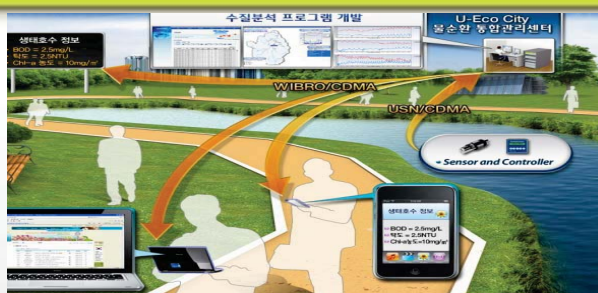 수질분석 프로그램 개발
U-Eco City
물순환 통합관리센터
생태호수 정보
BOD = 2.5mg/L
탁도 = 2.5NTU
Chl-a 농도 = 10mg/㎥
WIBRO/CDMA
USN/CDMA
Sensor and Controller
생태호수 정보
BOD = 2.5mg/L
탁도 = 2.5NTU
Chl-a농도=10mg/㎥